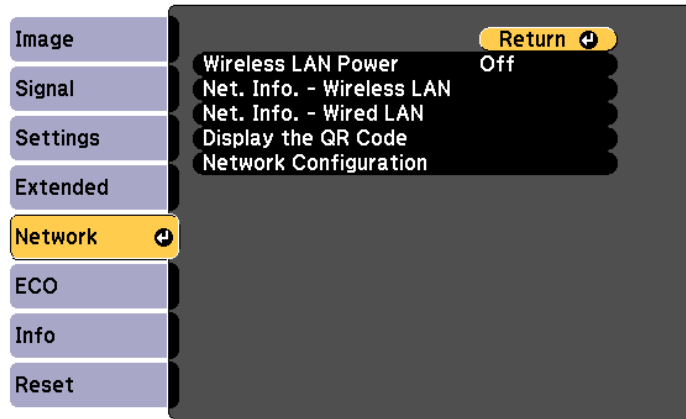 Image
Signal
Settings
Extended
Network
ECO
Info
Reset
Return
Wireless LAN Power Off
Net. Info. - Wireless LAN
Net. Info. - Wired LAN
Display the QR Code
Network Configuration